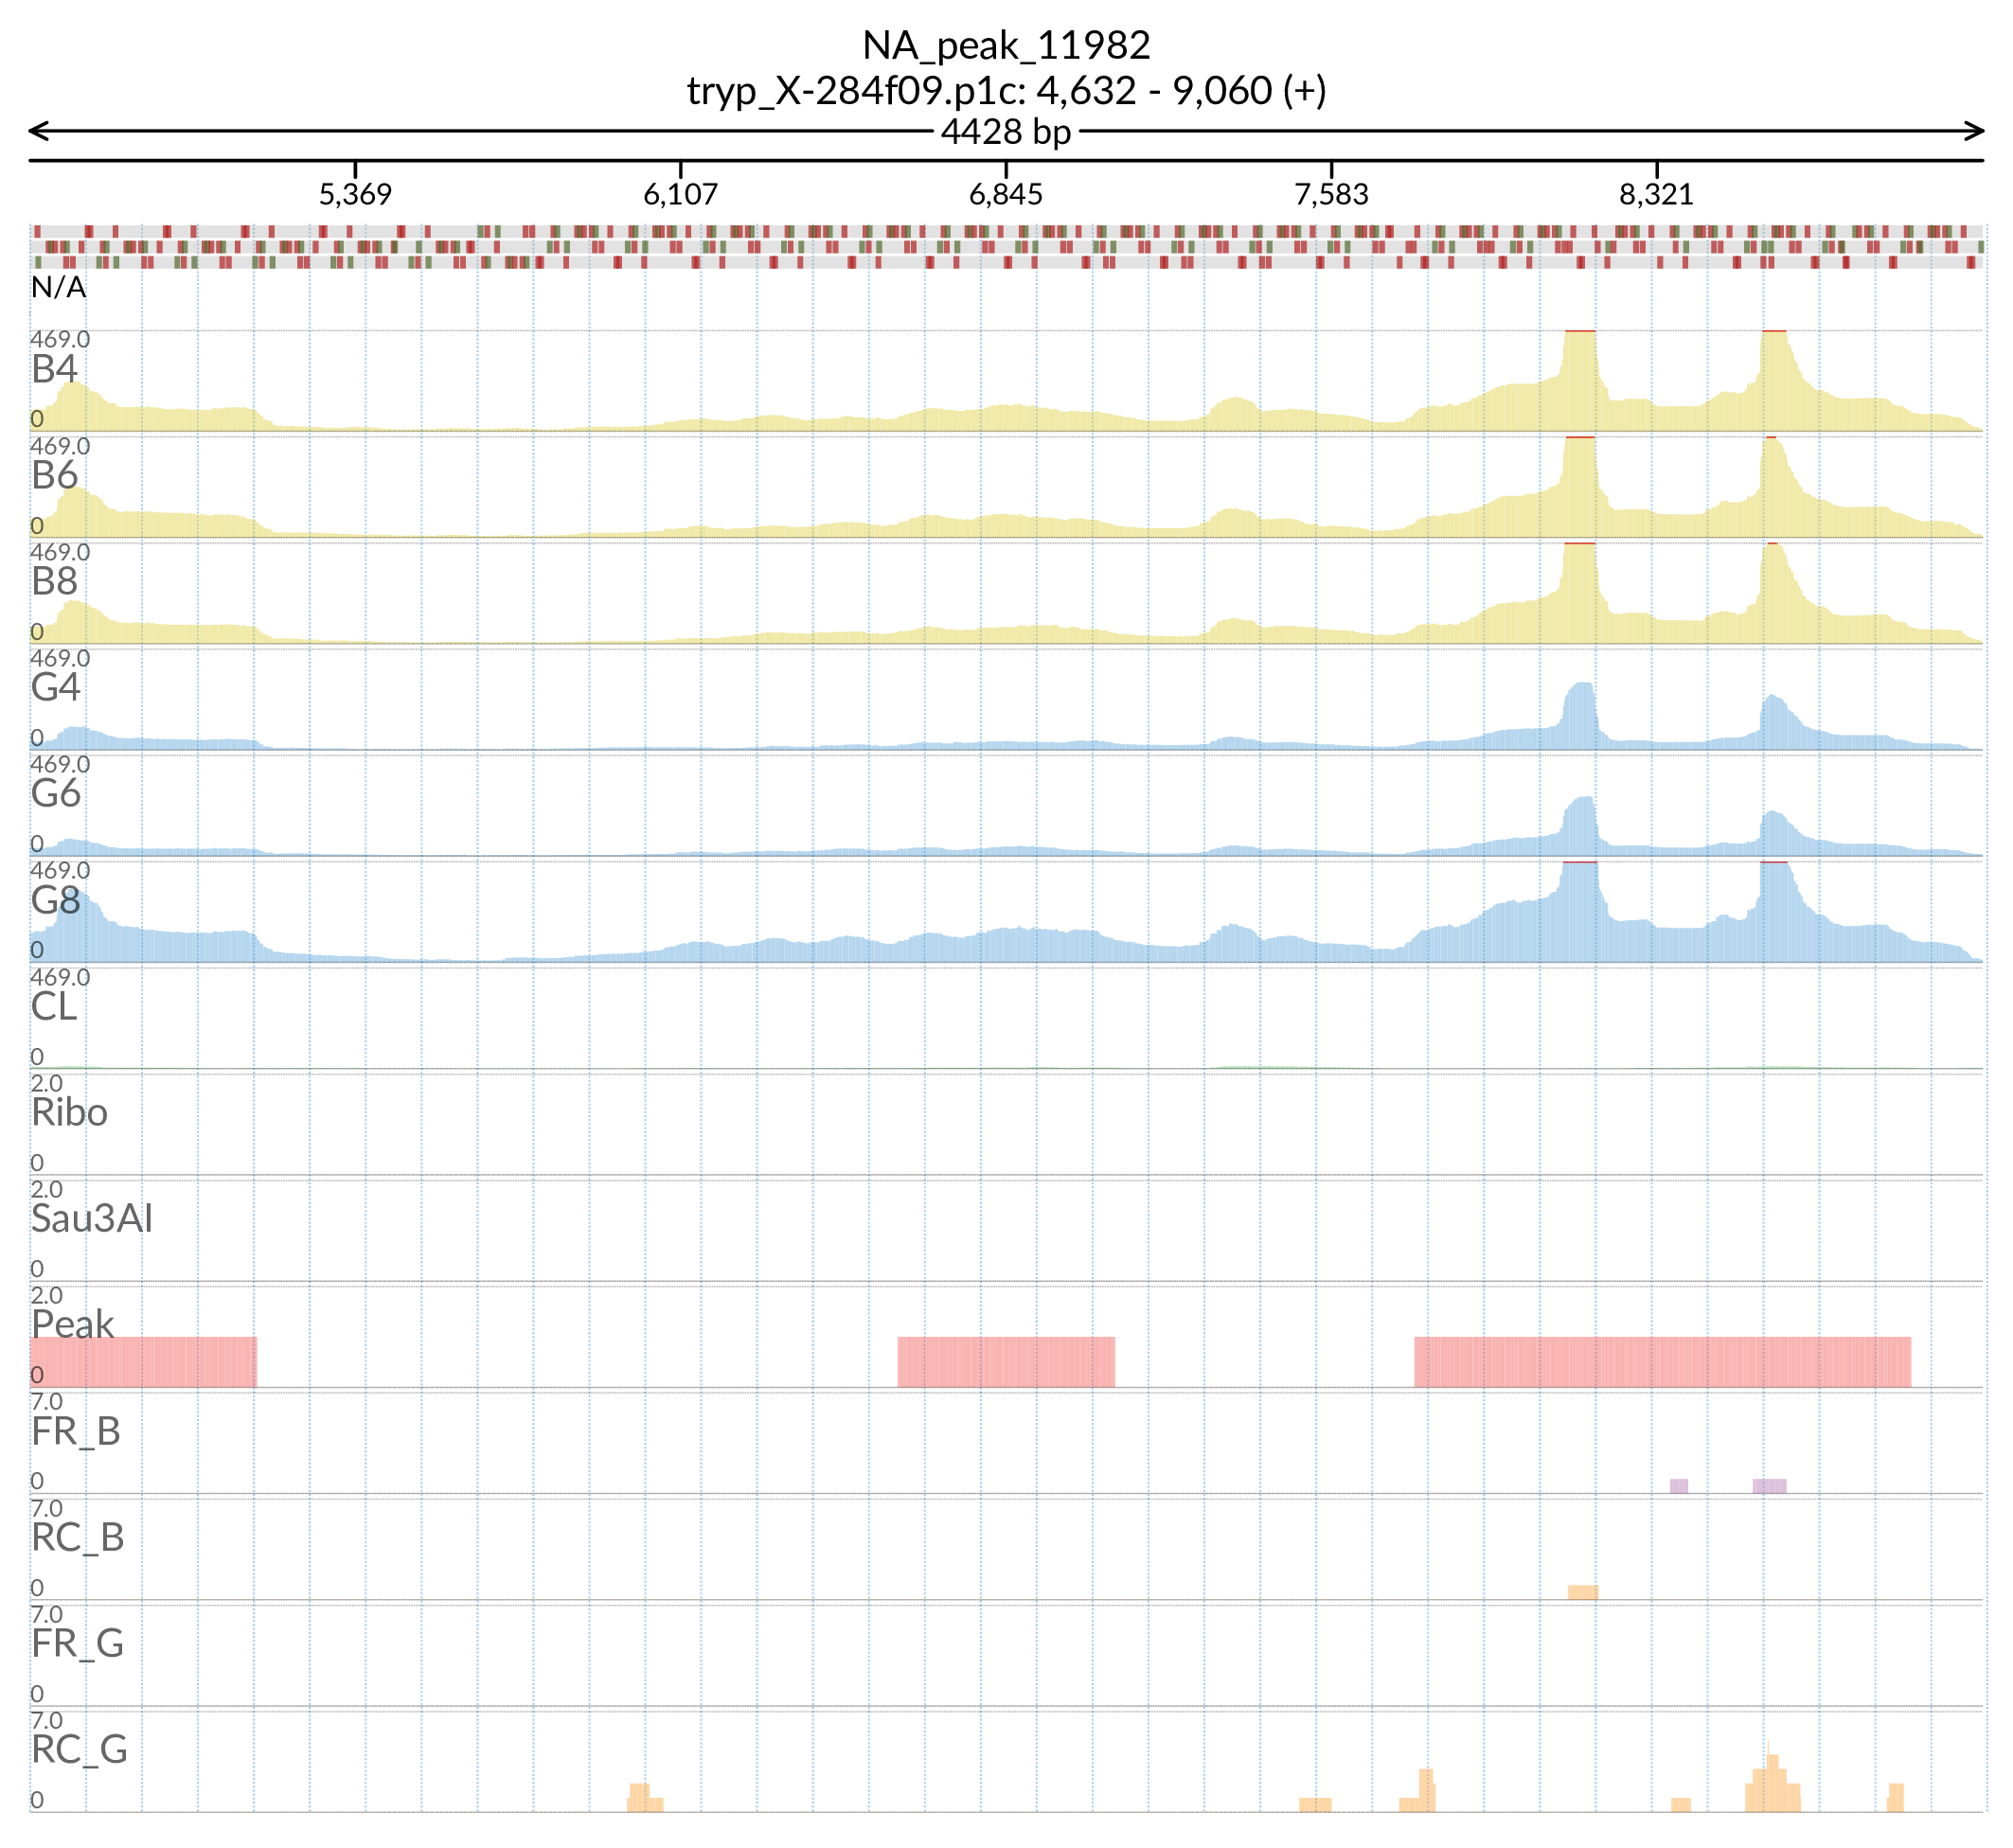 NA_peak_11982
tryp_X-284f09.p1c: 4,632 - 9,060 (+)
4428 bp
5,369 6,107 6,845 7,583 8,321
N/A
469.0
B4
0
469.0
B6
0
469.0
B8
0
469.0
G4
0
469.0
G6
0
469.0
G8
0
469.0
CL
0
2.0
Ribo
0
2.0
Sau3AI
0
2.0
Peak
0
7.0
FR_B
0
7.0
RC_B
0
7.0
FR_G
0
7.0
RC_G
0